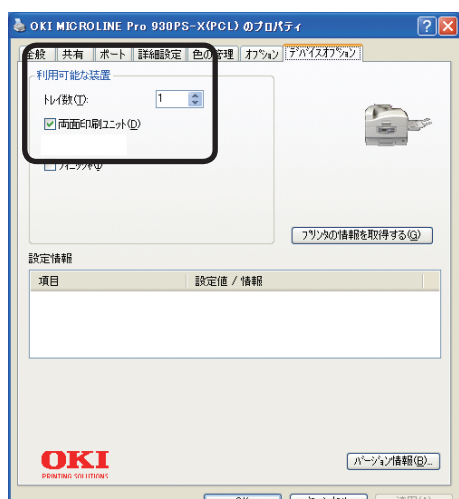 OKI MICROLINE Pro 930PS-X(PCL) のプロパティ
全般 共有 ポート 詳細設定 色の管理 オプション デバイスオプション
利用可能な装置
トレイ数(T): 1
両面印刷ユニット(D)
プリンタの情報を取得する(G)
設定情報
項目 設定値 / 情報
OKI
PRINTING SOLUTIONS
バージョン情報(B)...